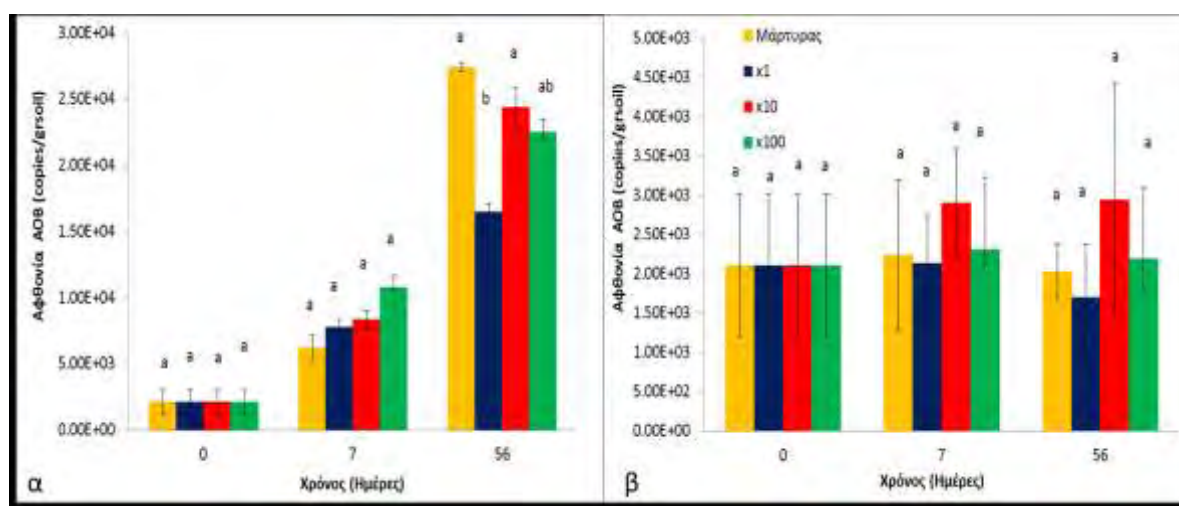 Αφθονία AOB (copies/grsoil)
3.00E+04
2.50E+04
2.00E+04
1.50E+04
1.00E+04
5.00E+03
0.00E+00
a a a a
a a a a
a b a ab
0 7 56
Χρόνος (Ημέρες)
α
Αφθονία AOB (copies/grsoil)
5.00E+03
4.50E+03
4.00E+03
3.50E+03
3.00E+03
2.50E+03
2.00E+03
1.50E+03
1.00E+03
5.00E+02
0.00E+00
Μάρτυρας
x1
x10
x100
a a a a
a a a a
a a a a
0 7 56
Χρόνος (Ημέρες)
β